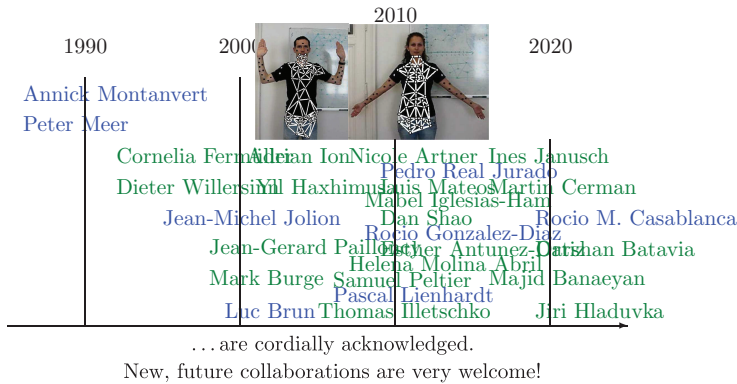 2010
1990 2000 2020
Annick Montanvert
Peter Meer
Cornelia Fermüller Adrian Ion Nicole Artner Ines Janusch
Pedro Real Jurado
Dieter Willersinn Yll Haxhimusa Luis Mateos Martin Cerman
Mabel Iglesias-Ham
Jean-Michel Jolion Dan Shao Rocio M. Casablanca
Rocio Gonzalez-Diaz
Jean-Gerard Pailloncy Esther Antunez-Ortiz Darshan Batavia
Helena Molina Abril
Mark Burge Samuel Peltier Majid Banaeyan
Pascal Lienhardt
Luc Brun Thomas Illetschko Jiri Hladuvka
...are cordially acknowledged.
New, future collaborations are very welcome!